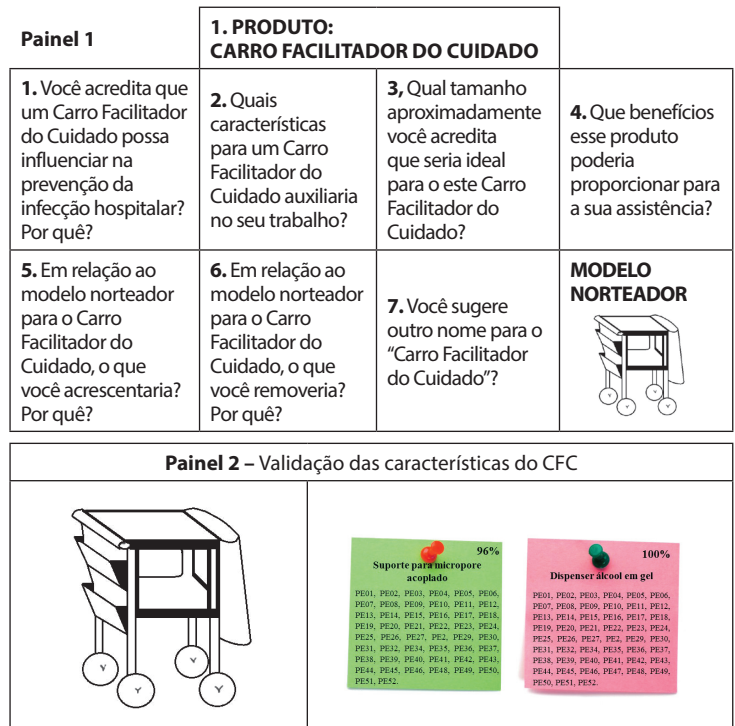 Painel 1
1. PRODUTO:
CARRO FACILITADOR DO CUIDADO
1. Você acredita que
um Carro Facilitador
do Cuidado possa
influenciar na
prevenção da
infecção hospitalar?
Por quê?
2. Quais
características
para um Carro
Facilitador do
Cuidado auxiliaria
no seu trabalho?
3, Qual tamanho
aproximadamente
você acredita
que seria ideal
para o este Carro
Facilitador do
Cuidado?
4. Que benefícios
esse produto
poderia
proporcionar para
a sua assistência?
5. Em relação ao
modelo norteador
para o Carro
Facilitador do
Cuidado, o que
você acrescentaria?
Por quê?
6. Em relação ao
modelo norteador
para o Carro
Facilitador do
Cuidado, o que
você removeria?
Por quê?
7. Você sugere
outro nome para o
“Carro Facilitador
do Cuidado”?
MODELO
NORTEADOR
Painel 2 – Validação das características do CFC
96%
Suporte para micropore
acoplado
PE01, PE02, PE03, PE04, PE05, PE06,
PE07, PE08, PE09, PE10, PE11, PE12,
PE13, PE14, PE15, PE16, PE17, PE18,
PE19, PE20, PE21, PE22, PE23, PE24,
PE25, PE26, PE27, PE2, PE29, PE30,
PE31, PE32, PE34, PE35, PE36, PE37,
PE38, PE39, PE40, PE41, PE42, PE43,
PE44, PE45, PE46, PE48, PE49, PE50,
PE51, PE52.
100%
Dispenser álcool em gel
PE01, PE02, PE03, PE04, PE05, PE06,
PE07, PE08, PE09, PE10, PE11, PE12,
PE13, PE14, PE15, PE16, PE17, PE18,
PE19, PE20, PE21, PE22, PE23, PE24,
PE25, PE26, PE27, PE2, PE29, PE30,
PE31, PE32, PE34, PE35, PE36, PE37,
PE38, PE39, PE40, PE41, PE42, PE43,
PE44, PE45, PE46, PE47, PE48, PE49,
PE50, PE51, PE52.